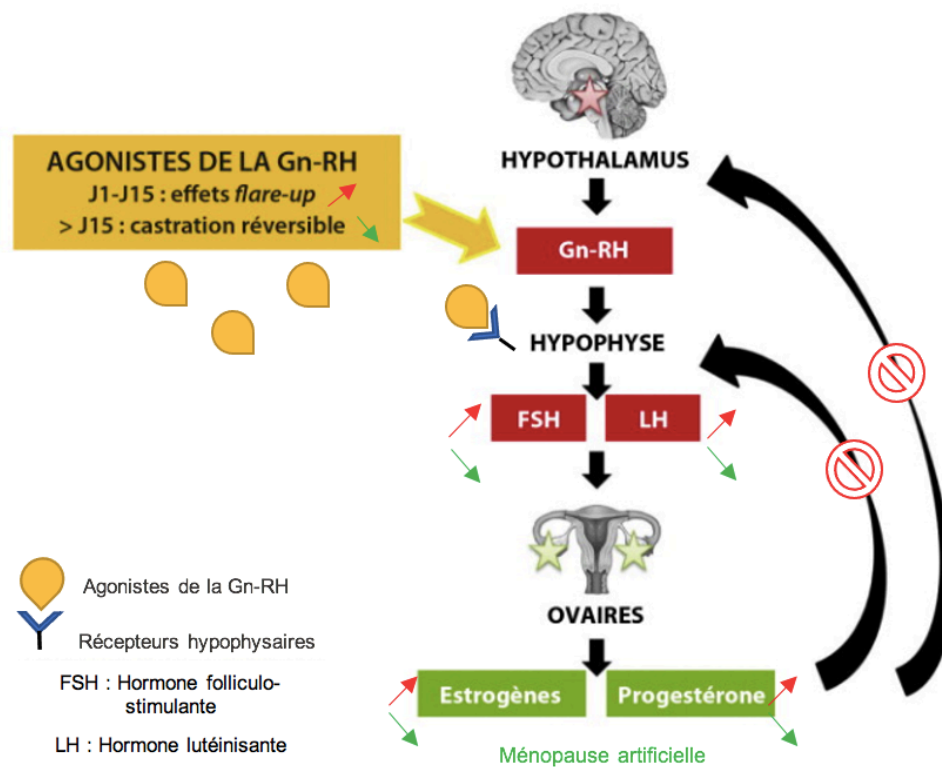 AGONISTES DE LA Gn-RH
J1-J15 : effets flare-up
> J15 : castration réversible
HYPOTHALAMUS
Gn-RH
HYPOPHYSE
FSH
LH
OVAIRES
Estrogènes
Progestérone
Ménopause artificielle
Agonistes de la Gn-RH
Récepteurs hypophysaires
FSH : Hormone folliculo-
stimulante
LH : Hormone lutéinisante